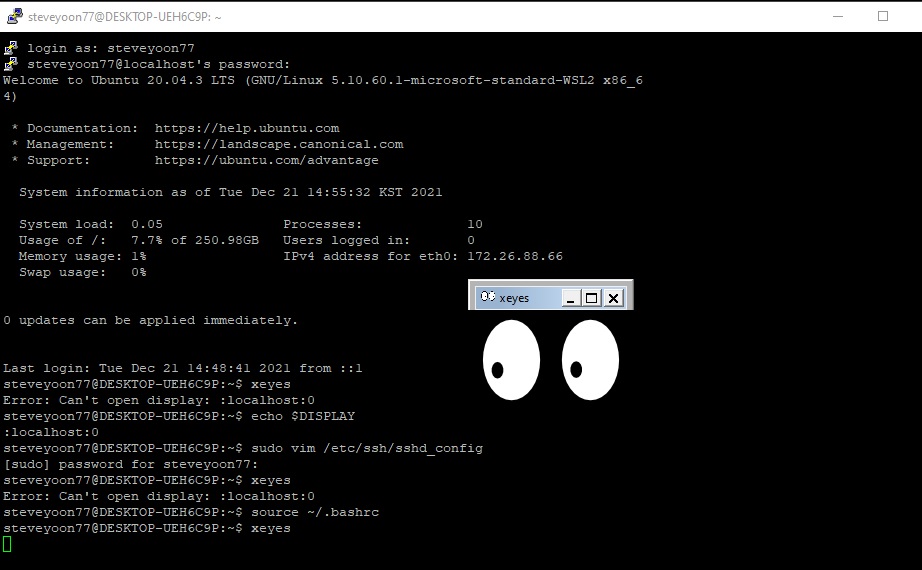 steveyoon77@DESKTOP-UEH6C9P: ~
login as: steveyoon77
steveyoon77@localhost's password:
Welcome to Ubuntu 20.04.3 LTS (GNU/Linux 5.10.60.1-microsoft-standard-WSL2 x86_6
4)
* Documentation:  https://help.ubuntu.com
* Management:     https://landscape.canonical.com
* Support:        https://ubuntu.com/advantage
System information as of Tue Dec 21 14:55:32 KST 2021
System load:  0.05               Processes:             10
Usage of /:   7.7% of 250.98GB   Users logged in:       0
Memory usage: 1%                 IPv4 address for eth0: 172.26.88.66
Swap usage:   0%
xeyes
0 updates can be applied immediately.
Last login: Tue Dec 21 14:48:41 2021 from ::1
steveyoon77@DESKTOP-UEH6C9P:~$ xeyes
Error: Can't open display: :localhost:0
steveyoon77@DESKTOP-UEH6C9P:~$ echo $DISPLAY
:localhost:0
steveyoon77@DESKTOP-UEH6C9P:~$ sudo vim /etc/ssh/sshd_config
[sudo] password for steveyoon77:
steveyoon77@DESKTOP-UEH6C9P:~$ xeyes
Error: Can't open display: :localhost:0
steveyoon77@DESKTOP-UEH6C9P:~$ source ~/.bashrc
steveyoon77@DESKTOP-UEH6C9P:~$ xeyes